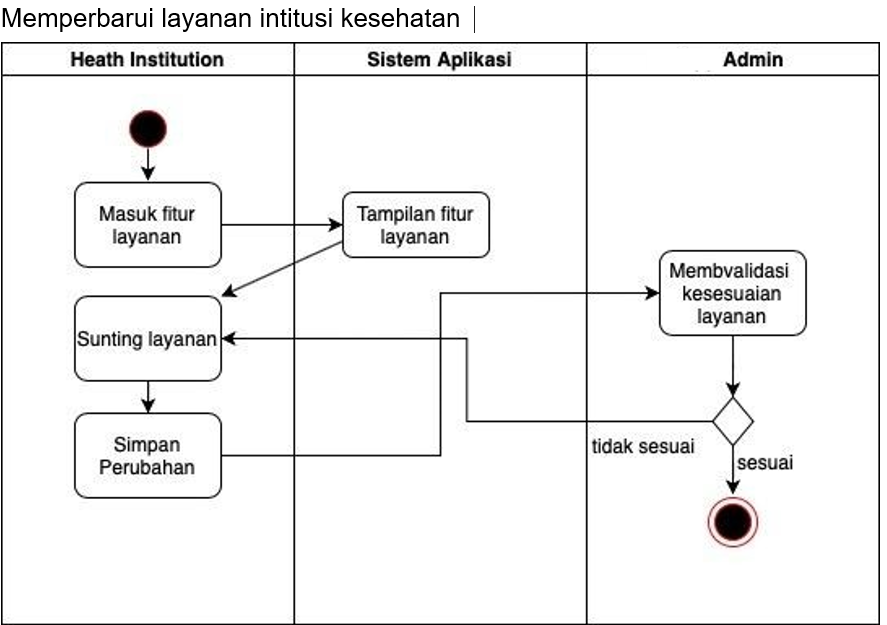 Memperbarui layanan intitusi kesehatan
Heath Institution
Sistem Aplikasi
Admin
Masuk fitur
layanan
Tampilan fitur
layanan
Membvalidasi
kesesuaian
layanan
Sunting layanan
Simpan
Perubahan
tidak sesuai
sesuai